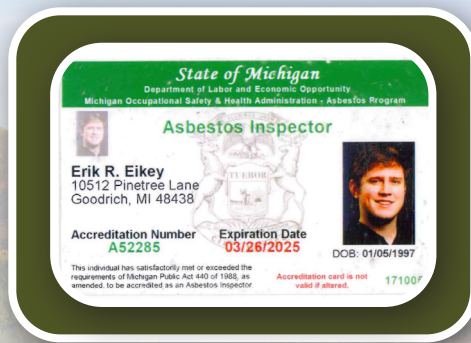 State of Michigan
Department of Labor and Economic Opportunity
Michigan Occupational Safety & Health Administration - Asbestos Program
Asbestos Inspector
TUEBOR
Erik R. Eikey
10512 Pinetree Lane
Goodrich, MI 48438
Accreditation Number
A52285
Expiration Date
03/26/2025
DOB: 01/05/1997
This individual has satisfactorily met or exceeded the
requirements of Michigan Public Act 440 of 1988, as
amended, to be accredited as an Asbestos Inspector
Accreditation card is not
valid if altered.